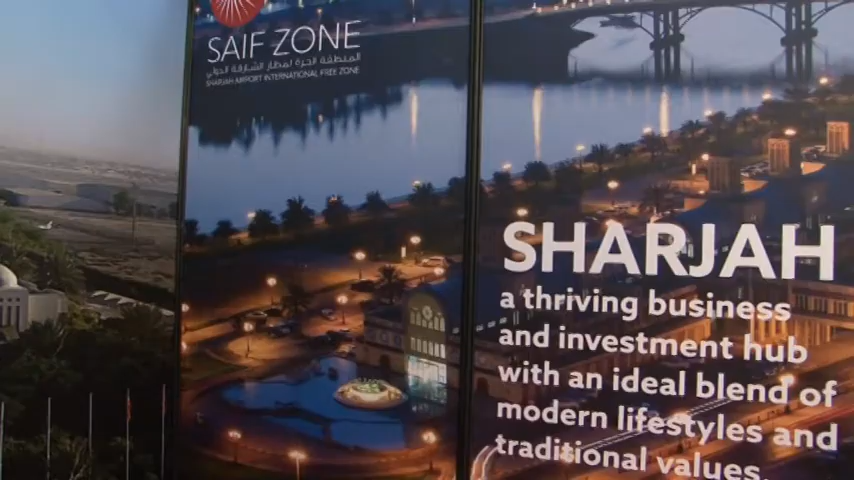 SAIF ZONE
المنطقة الحرة لمطار الشارقة الدولي
SHARJAH AIRPORT INTERNATIONAL FREE ZONE
SHARJAH
a thriving business
and investment hub
with an ideal blend of
modern lifestyles and
traditional values.